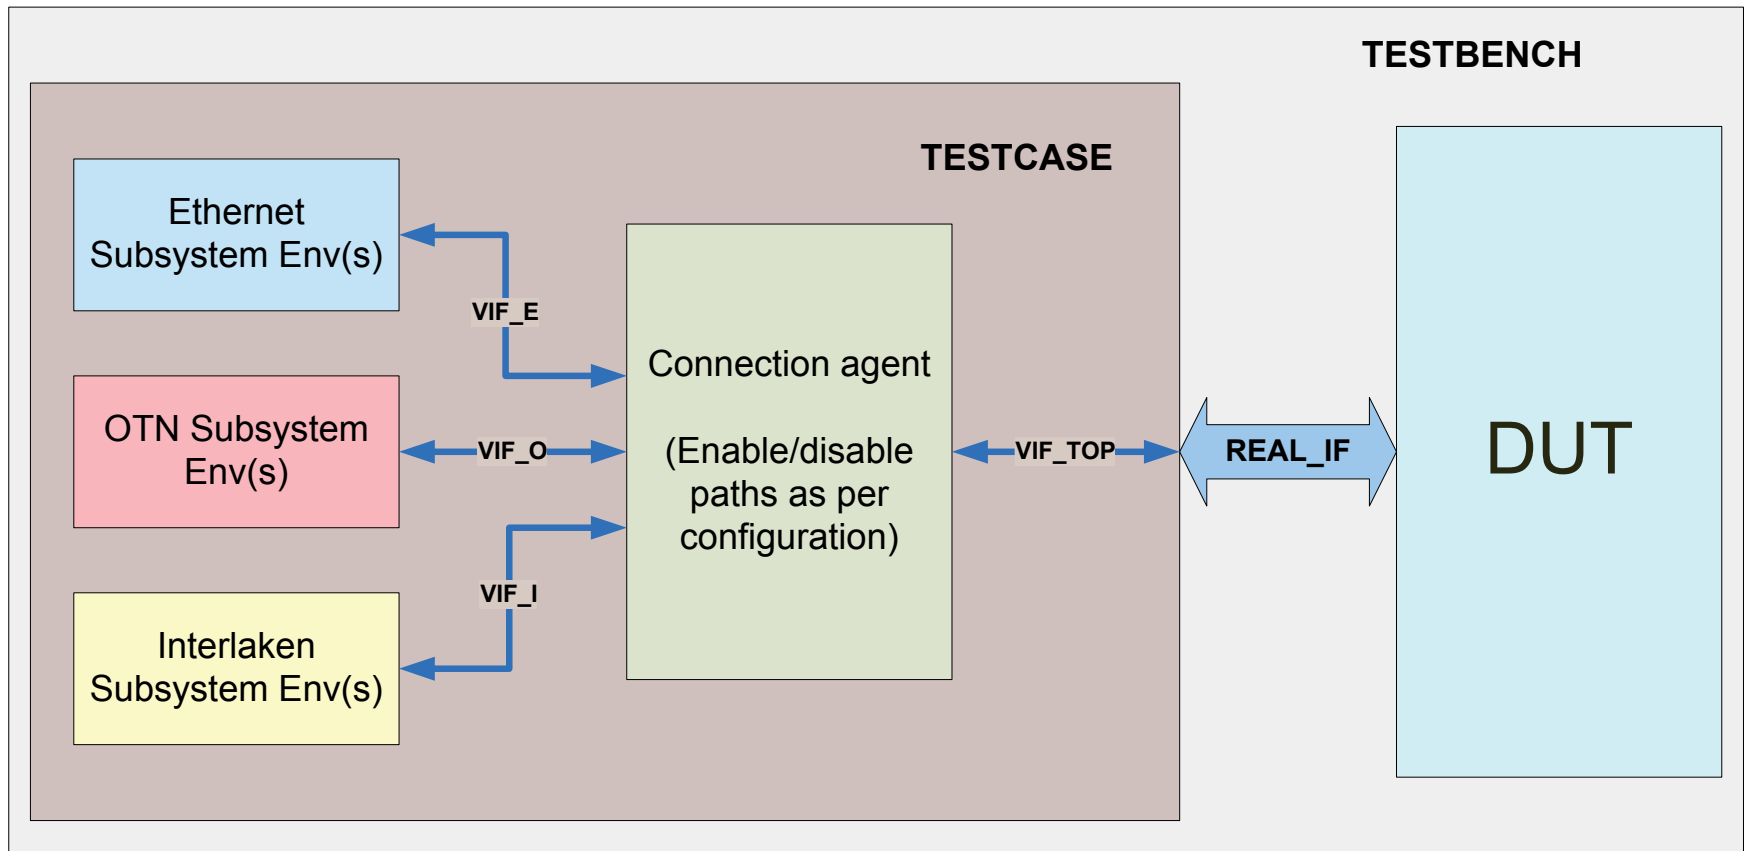 TESTBENCH
TESTCASE
Ethernet
Subsystem Env(s)
VIF_E
OTN Subsystem
Env(s)
VIF_O
Interlaken
Subsystem Env(s)
VIF_I
Connection agent
(Enable/disable
paths as per
configuration)
VIF_TOP
REAL_IF
DUT